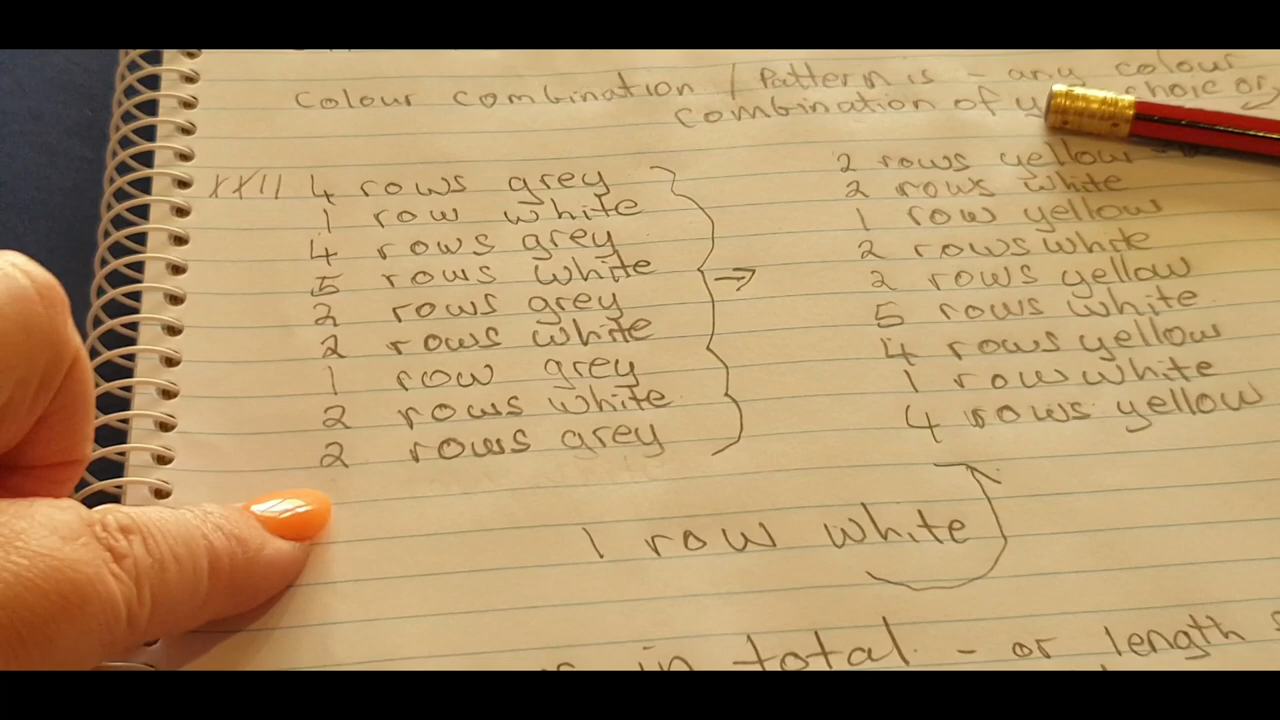 Colour combination / Pattern is - any colour
combination of choie or
XXII 4 rows grey
1 row white
4 rows grey
5 rows white
2 rows grey
2 rows white
1 row grey
2 rows white
2 rows grey
2 rows yellow
2 rows white
1 row yellow
2 rows white
2 rows yellow
5 rows white
4 rows yellow
1 row white
4 rows yellow
1 row white
in total - or length